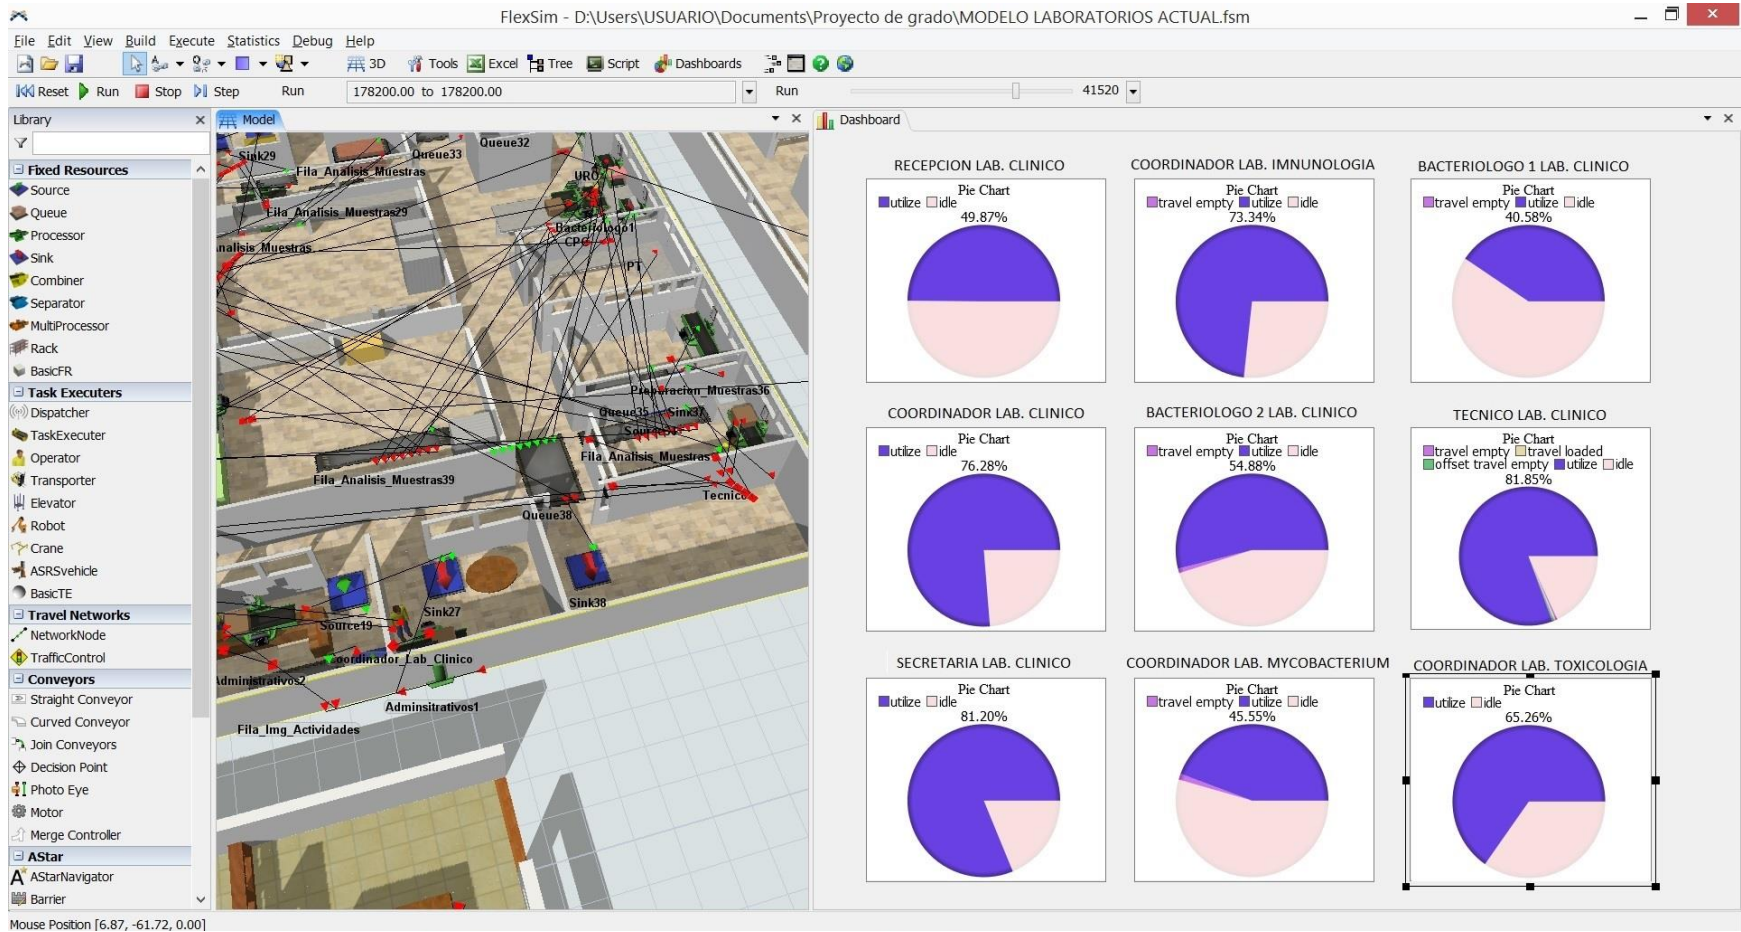 FlexSim - D:\Users\USUARIO\Documents\Proyecto de grado\MODELO LABORATORIOS ACTUAL.fsm
File Edit View Build Execute Statistics Debug Help
3D Tools Excel Tree Script Dashboards
Reset Run Stop Step Run 178200.00 to 178200.00 Run 41520
Library
Fixed Resources
Source
Queue
Processor
Sink
Combiner
Separator
MultiProcessor
Rack
BasicFR
Task Executers
Dispatcher
TaskExecuter
Operator
Transporter
Elevator
Robot
Crane
ASRSvehicle
BasicTE
Travel Networks
NetworkNode
TrafficControl
Conveyors
Straight Conveyor
Curved Conveyor
Join Conveyors
Decision Point
Photo Eye
Motor
Merge Controller
AStar
AStarNavigator
Barrier
Model
Queue32
Sink29
Queue33
Fila_Analisis_Muestras
URO
Fila_Analisis_Muestras29
Bacteriologo1
CPC
nalisis_Muestras
PT
Preparacion_Muestras36
Queue35 Sink37
Fila_Analisis_Muestras
Fila_Analisis_Muestras39
Tecnico
Queue38
Sink38
Sink27
Source19
Coordinador_Lab_Clinico
Administrativos2
Adminsitrativos1
Fila_Img_Actividades
Dashboard
RECEPCION LAB. CLINICO
Pie Chart
utilize idle
49.87%
COORDINADOR LAB. IMNUNOLOGIA
Pie Chart
travel empty utilize idle
73.34%
BACTERIOLOGO 1 LAB. CLINICO
Pie Chart
travel empty utilize idle
40.58%
COORDINADOR LAB. CLINICO
Pie Chart
utilize idle
76.28%
BACTERIOLOGO 2 LAB. CLINICO
Pie Chart
travel empty utilize idle
54.88%
TECNICO LAB. CLINICO
Pie Chart
travel empty travel loaded
offset travel empty utilize idle
81.85%
SECRETARIA LAB. CLINICO
Pie Chart
utilize idle
81.20%
COORDINADOR LAB. MYCOBACTERIUM
Pie Chart
travel empty utilize idle
45.55%
COORDINADOR LAB. TOXICOLOGIA
Pie Chart
utilize idle
65.26%
Mouse Position [6.87, -61.72, 0.00]